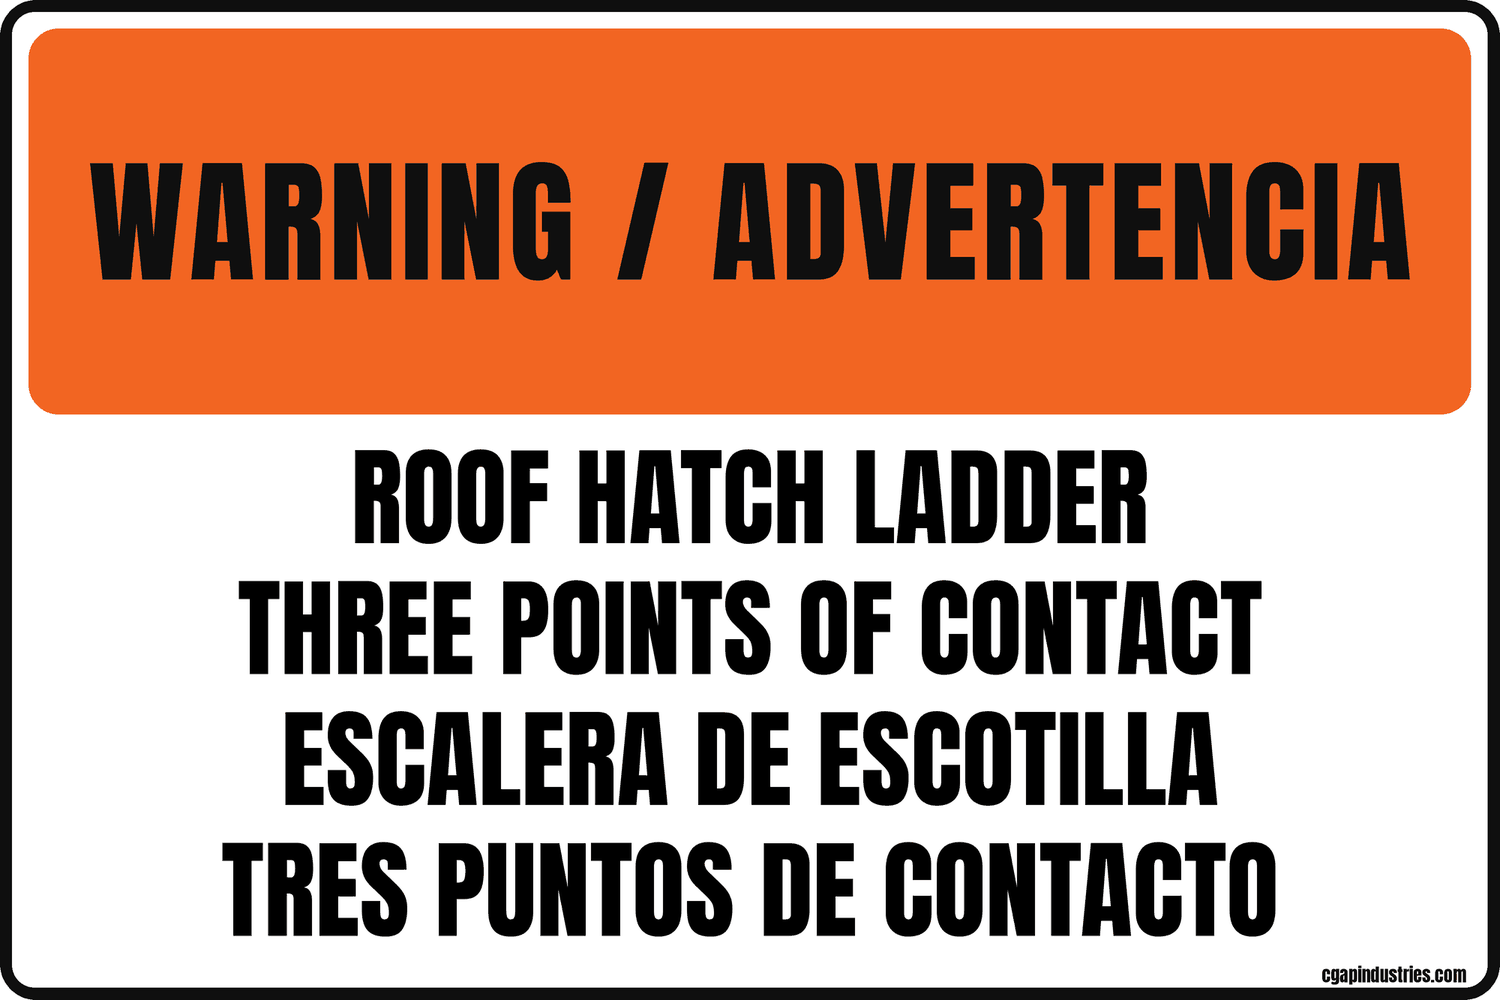 WARNING / ADVERTENCIA
ROOF HATCH LADDER
THREE POINTS OF CONTACT
ESCALERA DE ESCOTILLA
TRES PUNTOS DE CONTACTO
cgapindustries.com